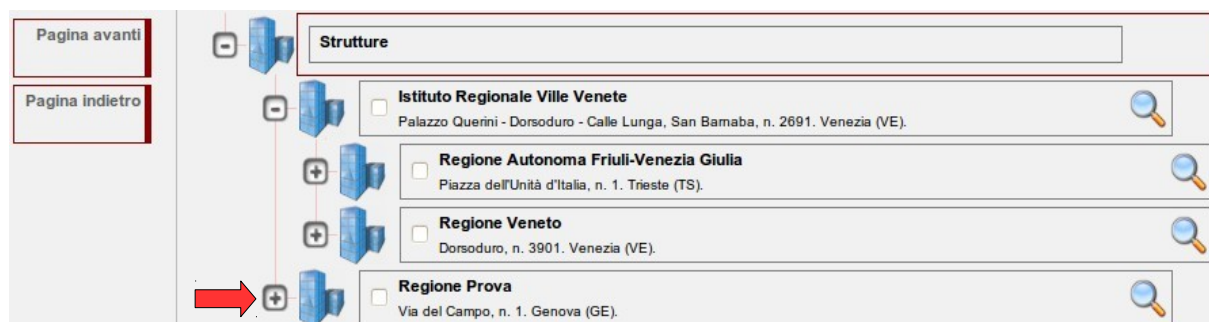 Pagina avanti
Pagina indietro
Strutture
Istituto Regionale Ville Venete
Palazzo Querini - Dorsoduro - Calle Lunga, San Barnaba, n. 2691. Venezia (VE).
Regione Autonoma Friuli-Venezia Giulia
Piazza dell'Unità d'Italia, n. 1. Trieste (TS).
Regione Veneto
Dorsoduro, n. 3901. Venezia (VE).
Regione Prova
Via del Campo, n. 1. Genova (GE).